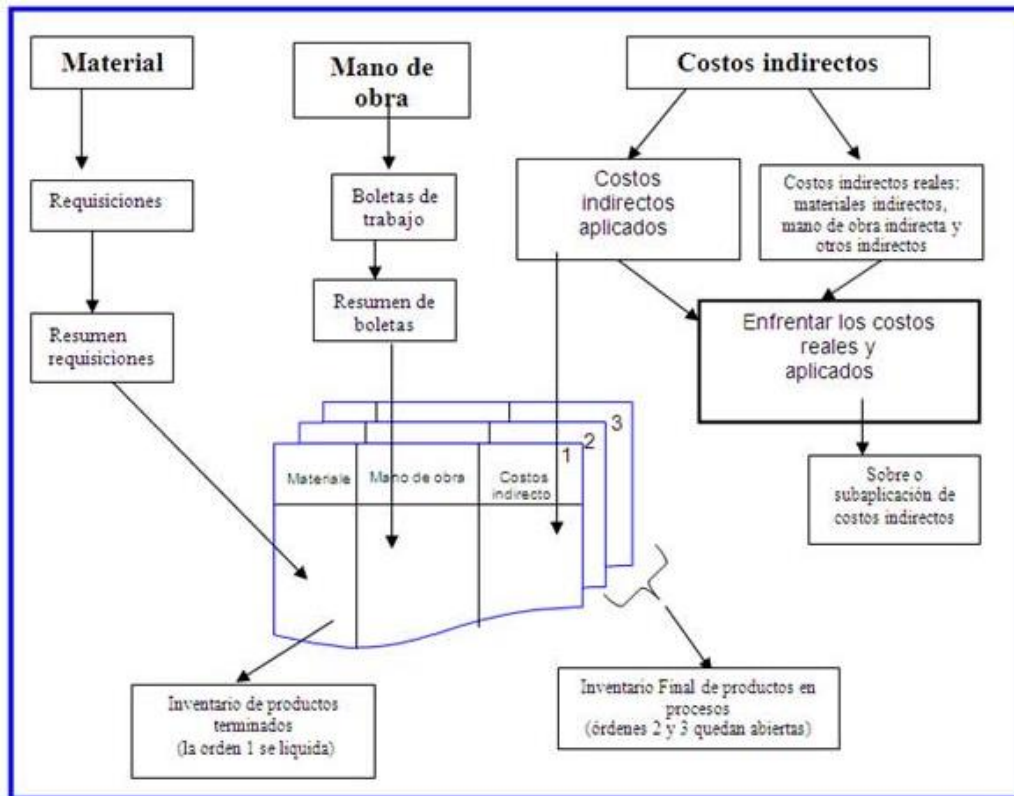 Material
Mano de
obra
Costos indirectos
Requisiciones
Boletas de
trabajo
Costos
indirectos
aplicados
Costos indirectos reales:
materiales indirectos,
mano de obra indirecta y
otros indirectos
Resumen
requisiciones
Resumen de
boletas
Enfrentar los costos
reales y
aplicados
Sobre o
subaplicación de
costos indirectos
3
2
1
Materiale
Mano de obra
Costos
indirecto
Inventario de productos
terminados
(la orden 1 se liquida)
Inventario Final de productos en
procesos
(órdenes 2 y 3 quedan abiertas)